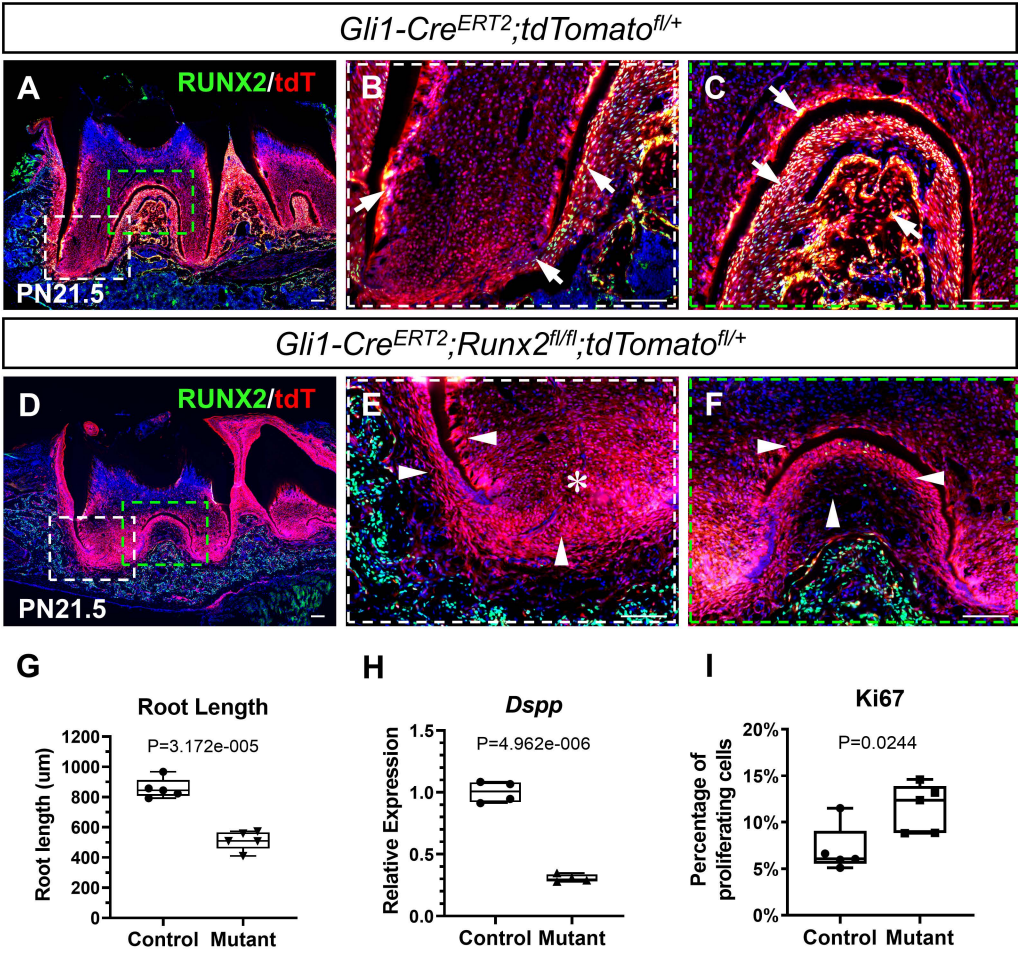 Gli1-CreERT2;tdTomatofl/+
A
RUNX2/tdT
PN21.5
B
C
Gli1-CreERT2;Runx2fl/fl;tdTomatofl/+
D
RUNX2/tdT
PN21.5
E
*
F
G
Root Length
P=3.172e-005
Root length (um)
1200
1000
800
600
400
200
0
Control Mutant
H
Dspp
P=4.962e-006
Relative Expression
1.5
1.0
0.5
0.0
Control Mutant
I
Ki67
P=0.0244
Percentage of
proliferating cells
20%
15%
10%
5%
0%
Control Mutant